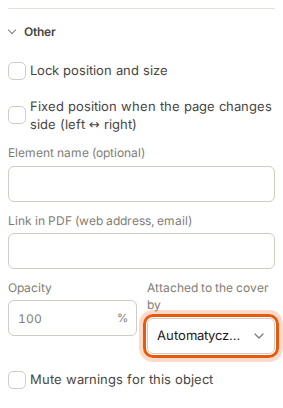 Other
Lock position and size
Fixed position when the page changes
side (left ↔ right)
Element name (optional)
Link in PDF (web address, email)
Opacity
Attached to the cover
by
100 %
Automatycz...
Mute warnings for this object